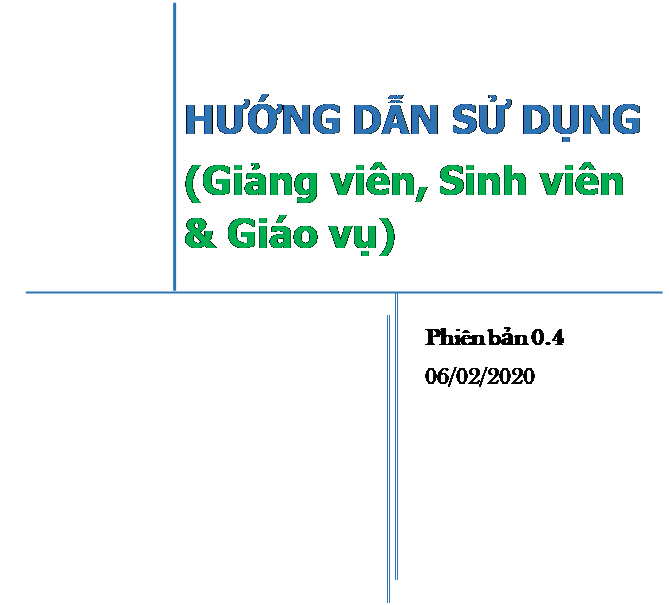 HƯỚNG DẪN SỬ DỤNG
(Giảng viên, Sinh viên
& Giáo vụ)
Phiên bản 0.4
06/02/2020